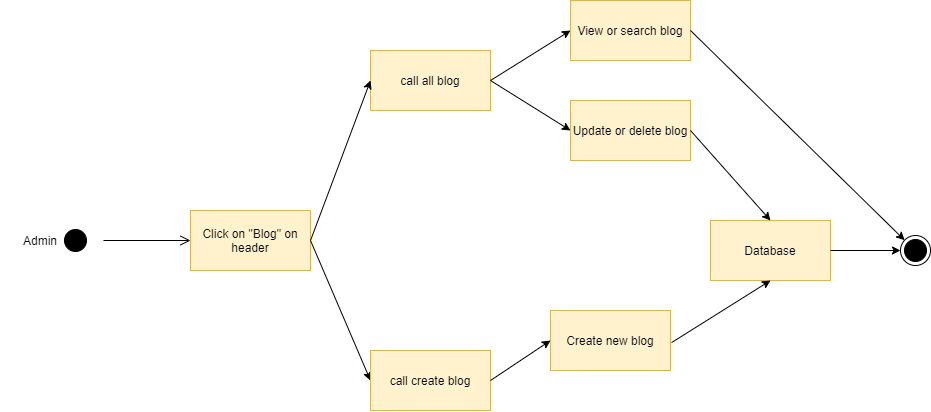 View or search blog
call all blog
Update or delete blog
Admin
Click on "Blog" on
header
Database
Create new blog
call create blog